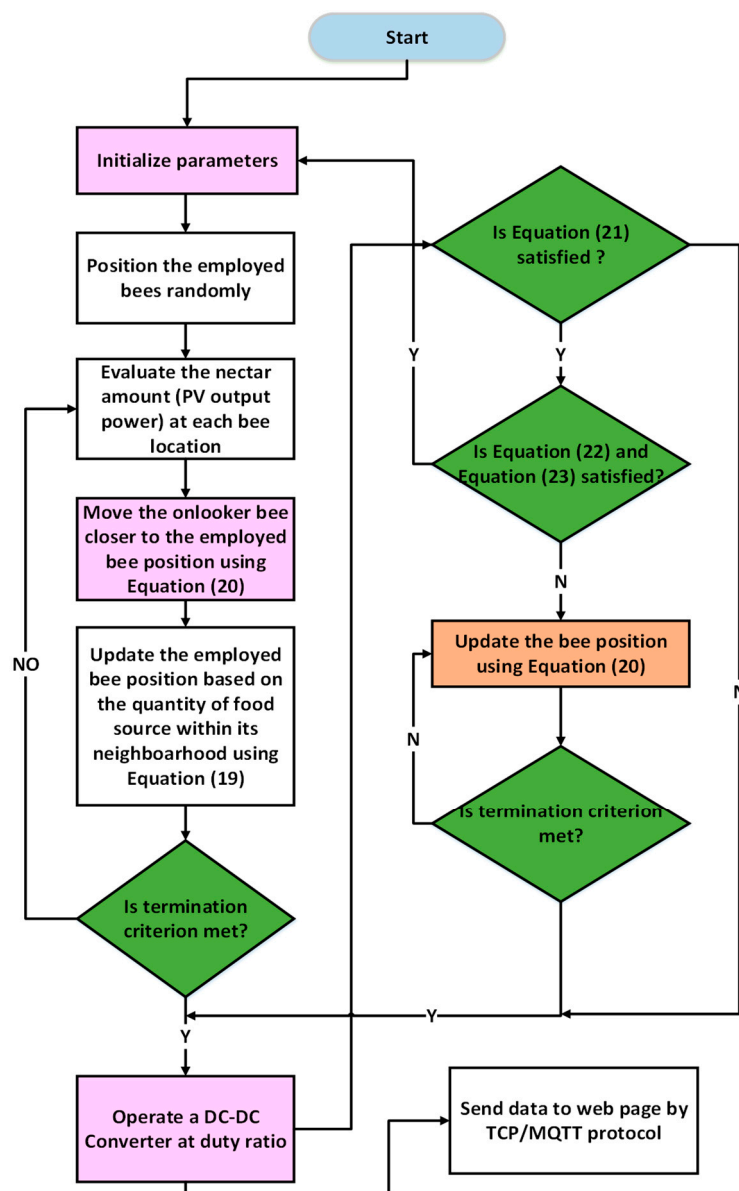 Start
Initialize parameters
Position the employed
bees randomly
Evaluate the nectar
amount (PV output
power) at each bee
location
Move the onlooker bee
closer to the employed
bee position using
Equation (20)
Update the employed
bee position based on
the quantity of food
source within its
neighboarhood using
Equation (19)
NO
Is termination
criterion met?
Y
Operate a DC-DC
Converter at duty ratio
Is Equation (21)
satisfied ?
Y
N
Is Equation (22) and
Equation (23) satisfied?
Y
N
Update the bee position
using Equation (20)
N
Is termination criterion
met?
Y
Send data to web page by
TCP/MQTT protocol